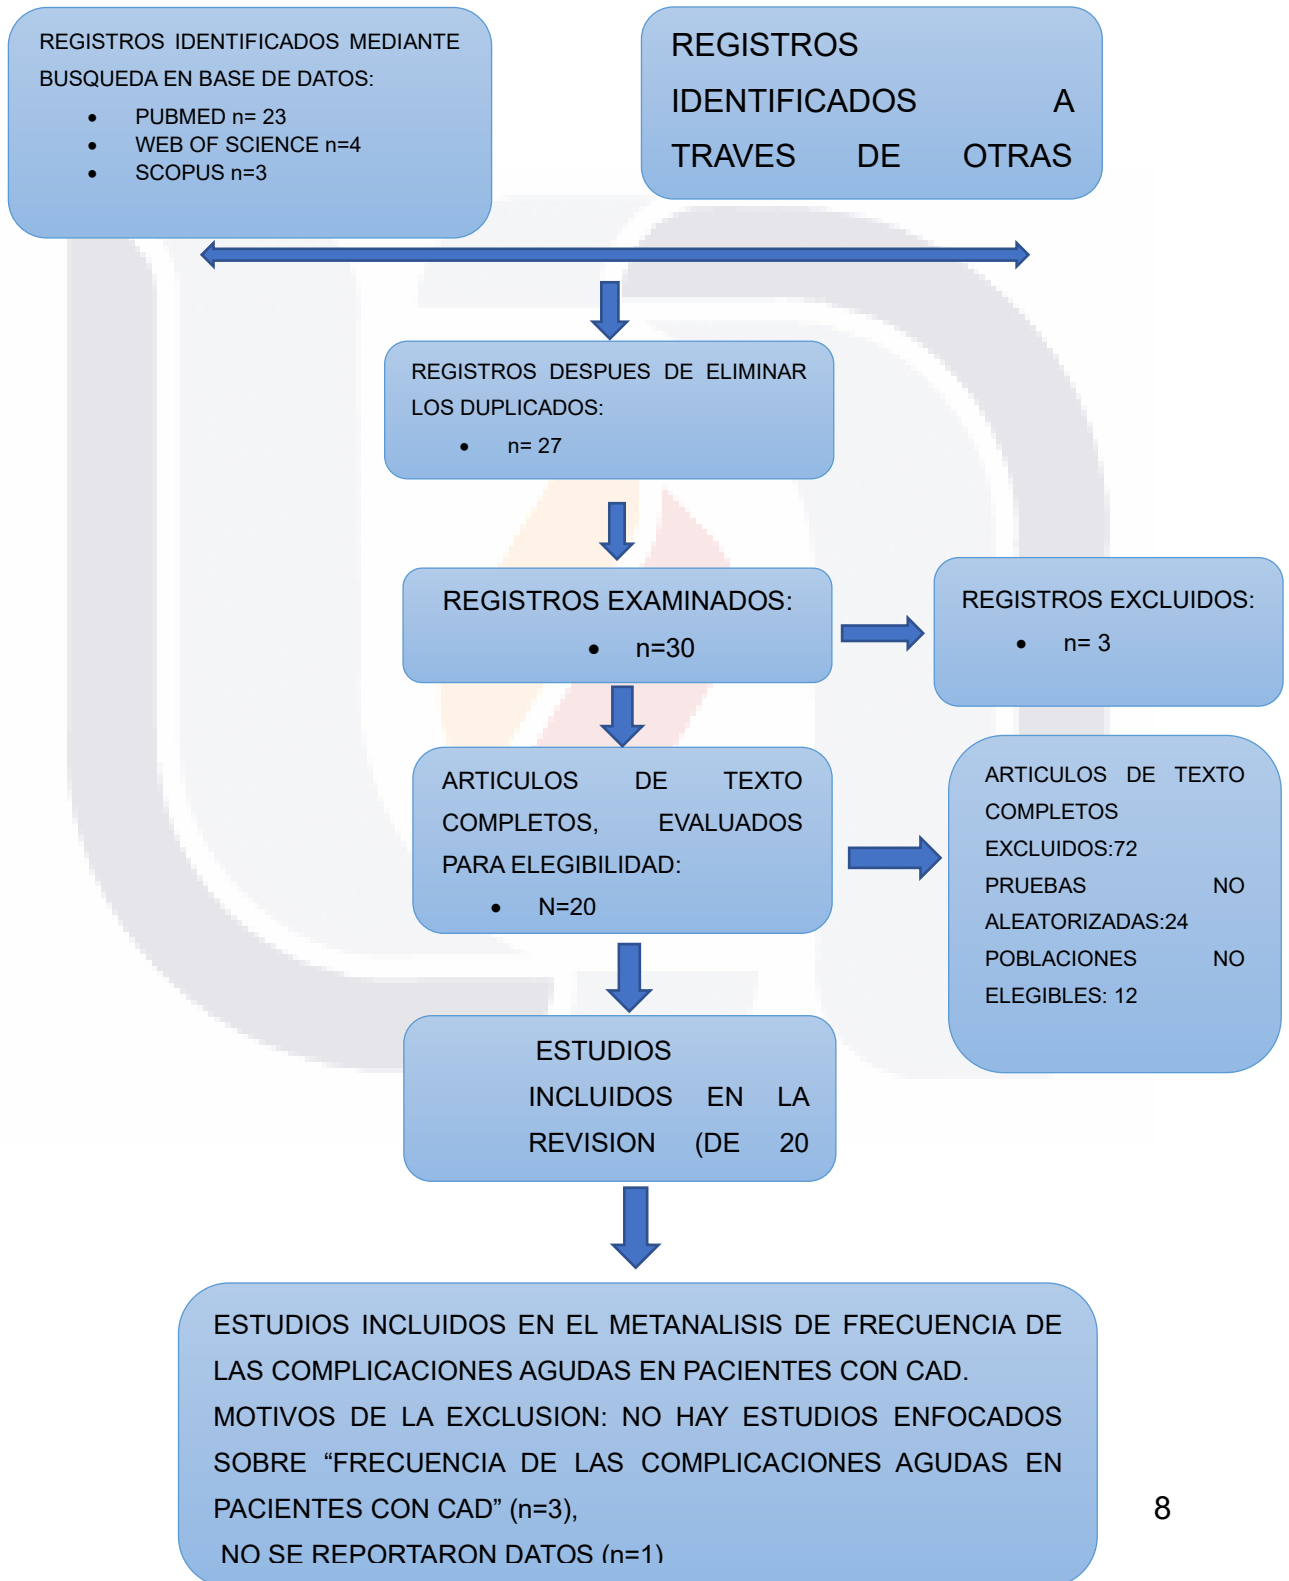 REGISTROS IDENTIFICADOS MEDIANTE
BUSQUEDA EN BASE DE DATOS:
• PUBMED n= 23
• WEB OF SCIENCE n=4
• SCOPUS n=3
REGISTROS
IDENTIFICADOS A
TRAVES DE OTRAS
REGISTROS DESPUES DE ELIMINAR
LOS DUPLICADOS:
• n= 27
REGISTROS EXAMINADOS:
• n=30
REGISTROS EXCLUIDOS:
• n= 3
ARTICULOS DE TEXTO
COMPLETOS, EVALUADOS
PARA ELEGIBILIDAD:
• N=20
ARTICULOS DE TEXTO
COMPLETOS
EXCLUIDOS:72
PRUEBAS NO
ALEATORIZADAS:24
POBLACIONES NO
ELEGIBLES: 12
ESTUDIOS
INCLUIDOS EN LA
REVISION (DE 20
ESTUDIOS INCLUIDOS EN EL METANALISIS DE FRECUENCIA DE
LAS COMPLICACIONES AGUDAS EN PACIENTES CON CAD.
MOTIVOS DE LA EXCLUSION: NO HAY ESTUDIOS ENFOCADOS
SOBRE “FRECUENCIA DE LAS COMPLICACIONES AGUDAS EN
PACIENTES CON CAD” (n=3),
NO SE REPORTARON DATOS (n=1)
8